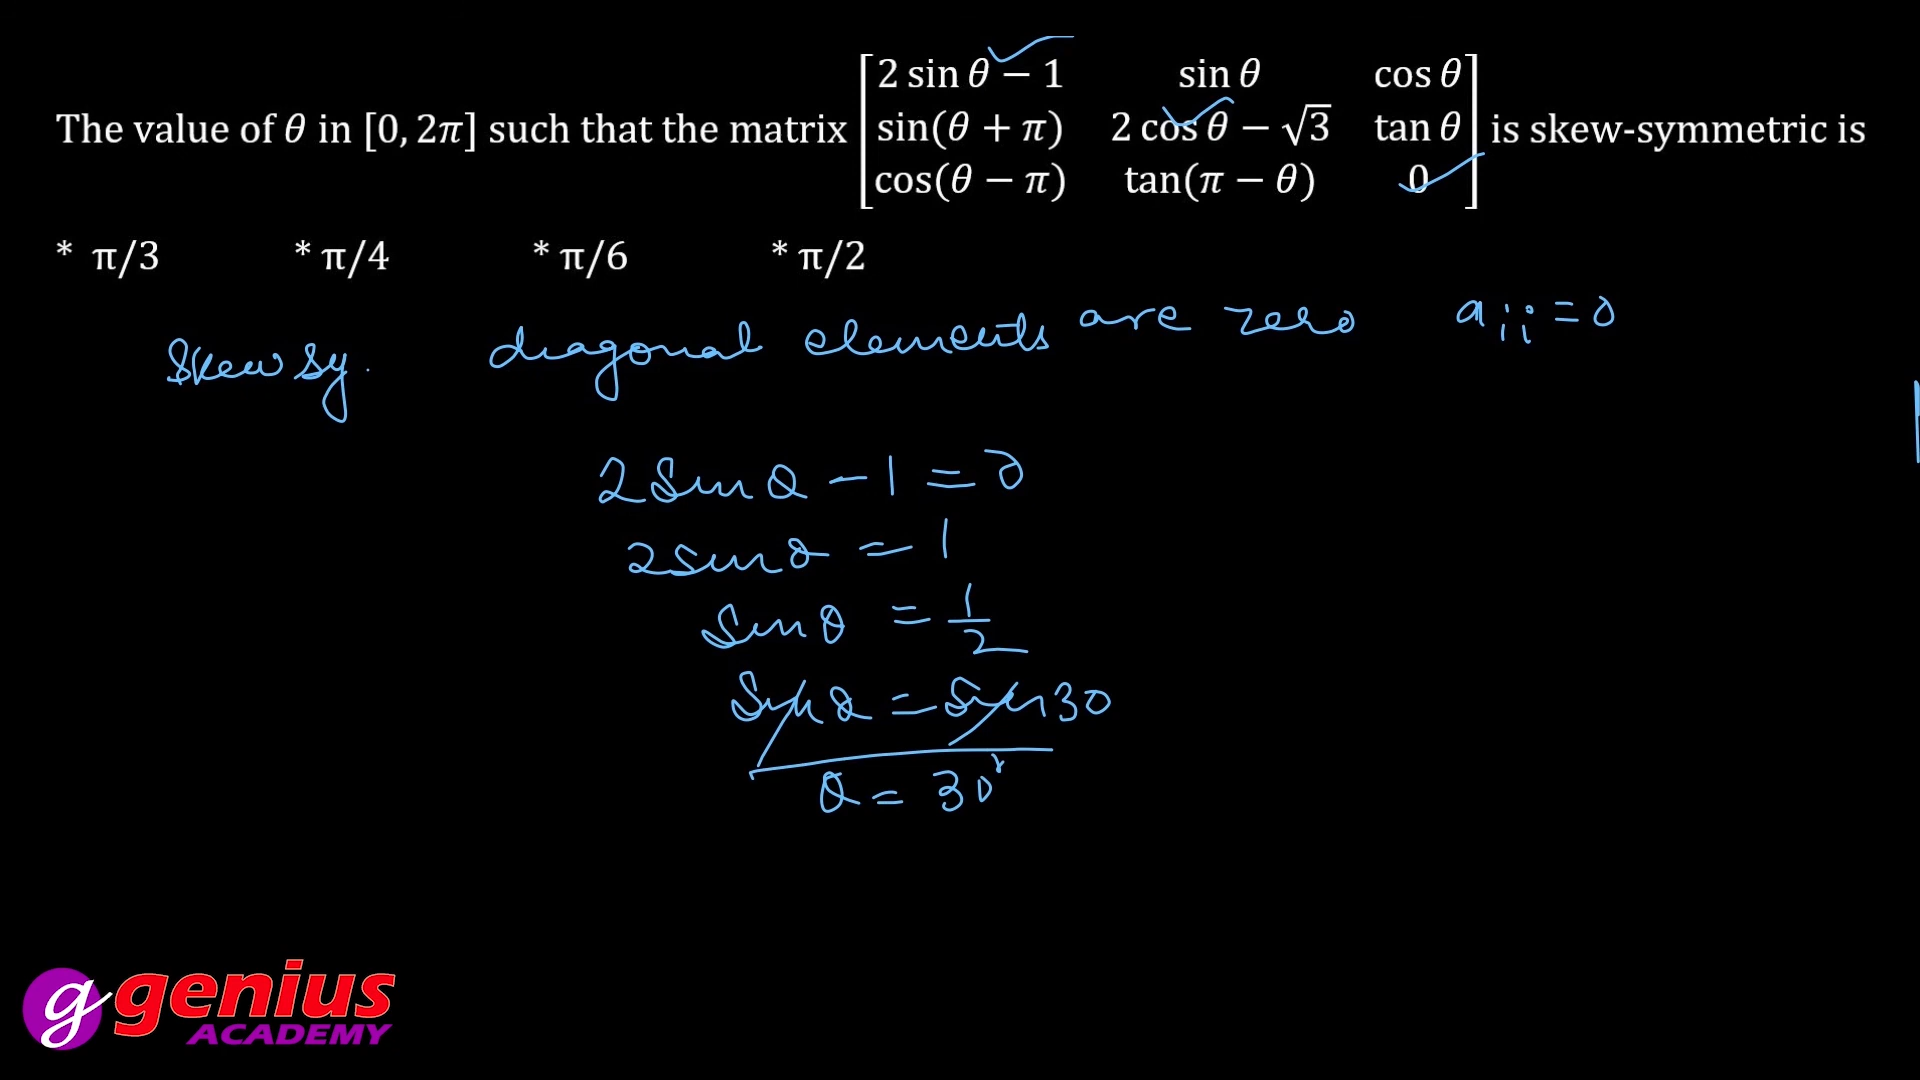 The value of θ in [0, 2π] such that the matrix [2 sin θ − 1 sin θ cos θ
sin(θ + π) 2 cos θ − √3 tan θ
cos(θ − π) tan(π − θ) 0] is skew-symmetric is
* π/3 * π/4 * π/6 * π/2
Skew sy. diagonal elements are zero aii = 0
2 Sin θ − 1 = 0
2 sin θ = 1
Sin θ = 1/2
Sin θ = Sin 30
θ = 30°
g genius
ACADEMY